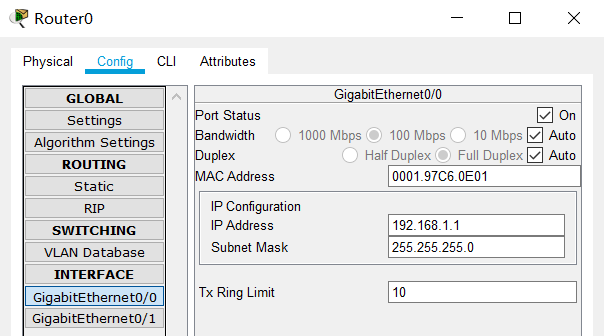 Router0
Physical Config CLI Attributes
GLOBAL
Settings
Algorithm Settings
ROUTING
Static
RIP
SWITCHING
VLAN Database
INTERFACE
GigabitEthernet0/0
GigabitEthernet0/1
GigabitEthernet0/0
Port Status On
Bandwidth 1000 Mbps 100 Mbps 10 Mbps Auto
Duplex Half Duplex Full Duplex Auto
MAC Address 0001.97C6.0E01
IP Configuration
IP Address 192.168.1.1
Subnet Mask 255.255.255.0
Tx Ring Limit 10